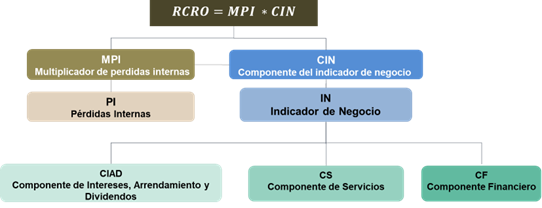 RCRO = MPI * CIN
MPI
Multiplicador de perdidas internas
CIN
Componente del indicador de negocio
PI
Pérdidas Internas
IN
Indicador de Negocio
CIAD
Componente de Intereses, Arrendamiento y
Dividendos
CS
Componente de Servicios
CF
Componente Financiero